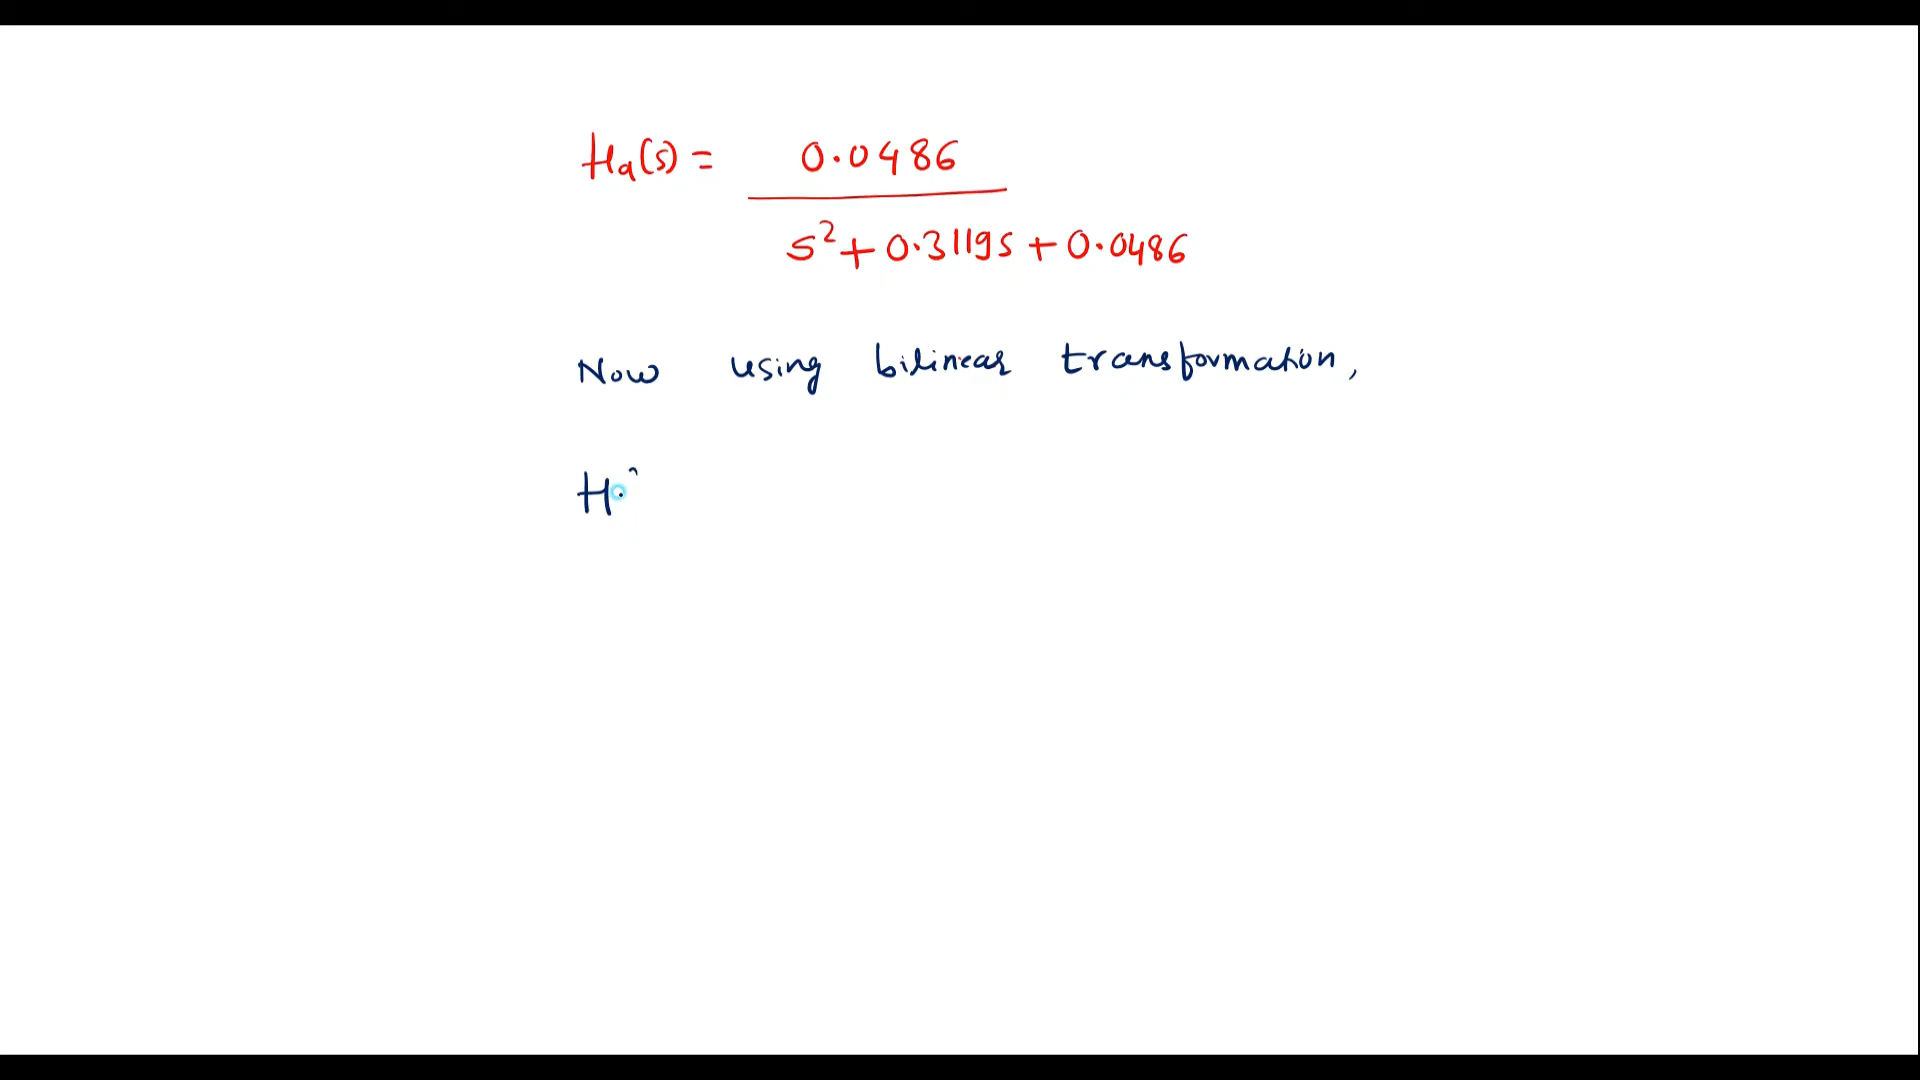 Ha(s) = 0.0486
s² + 0.3119s + 0.0486
Now using bilinear transformation,
H